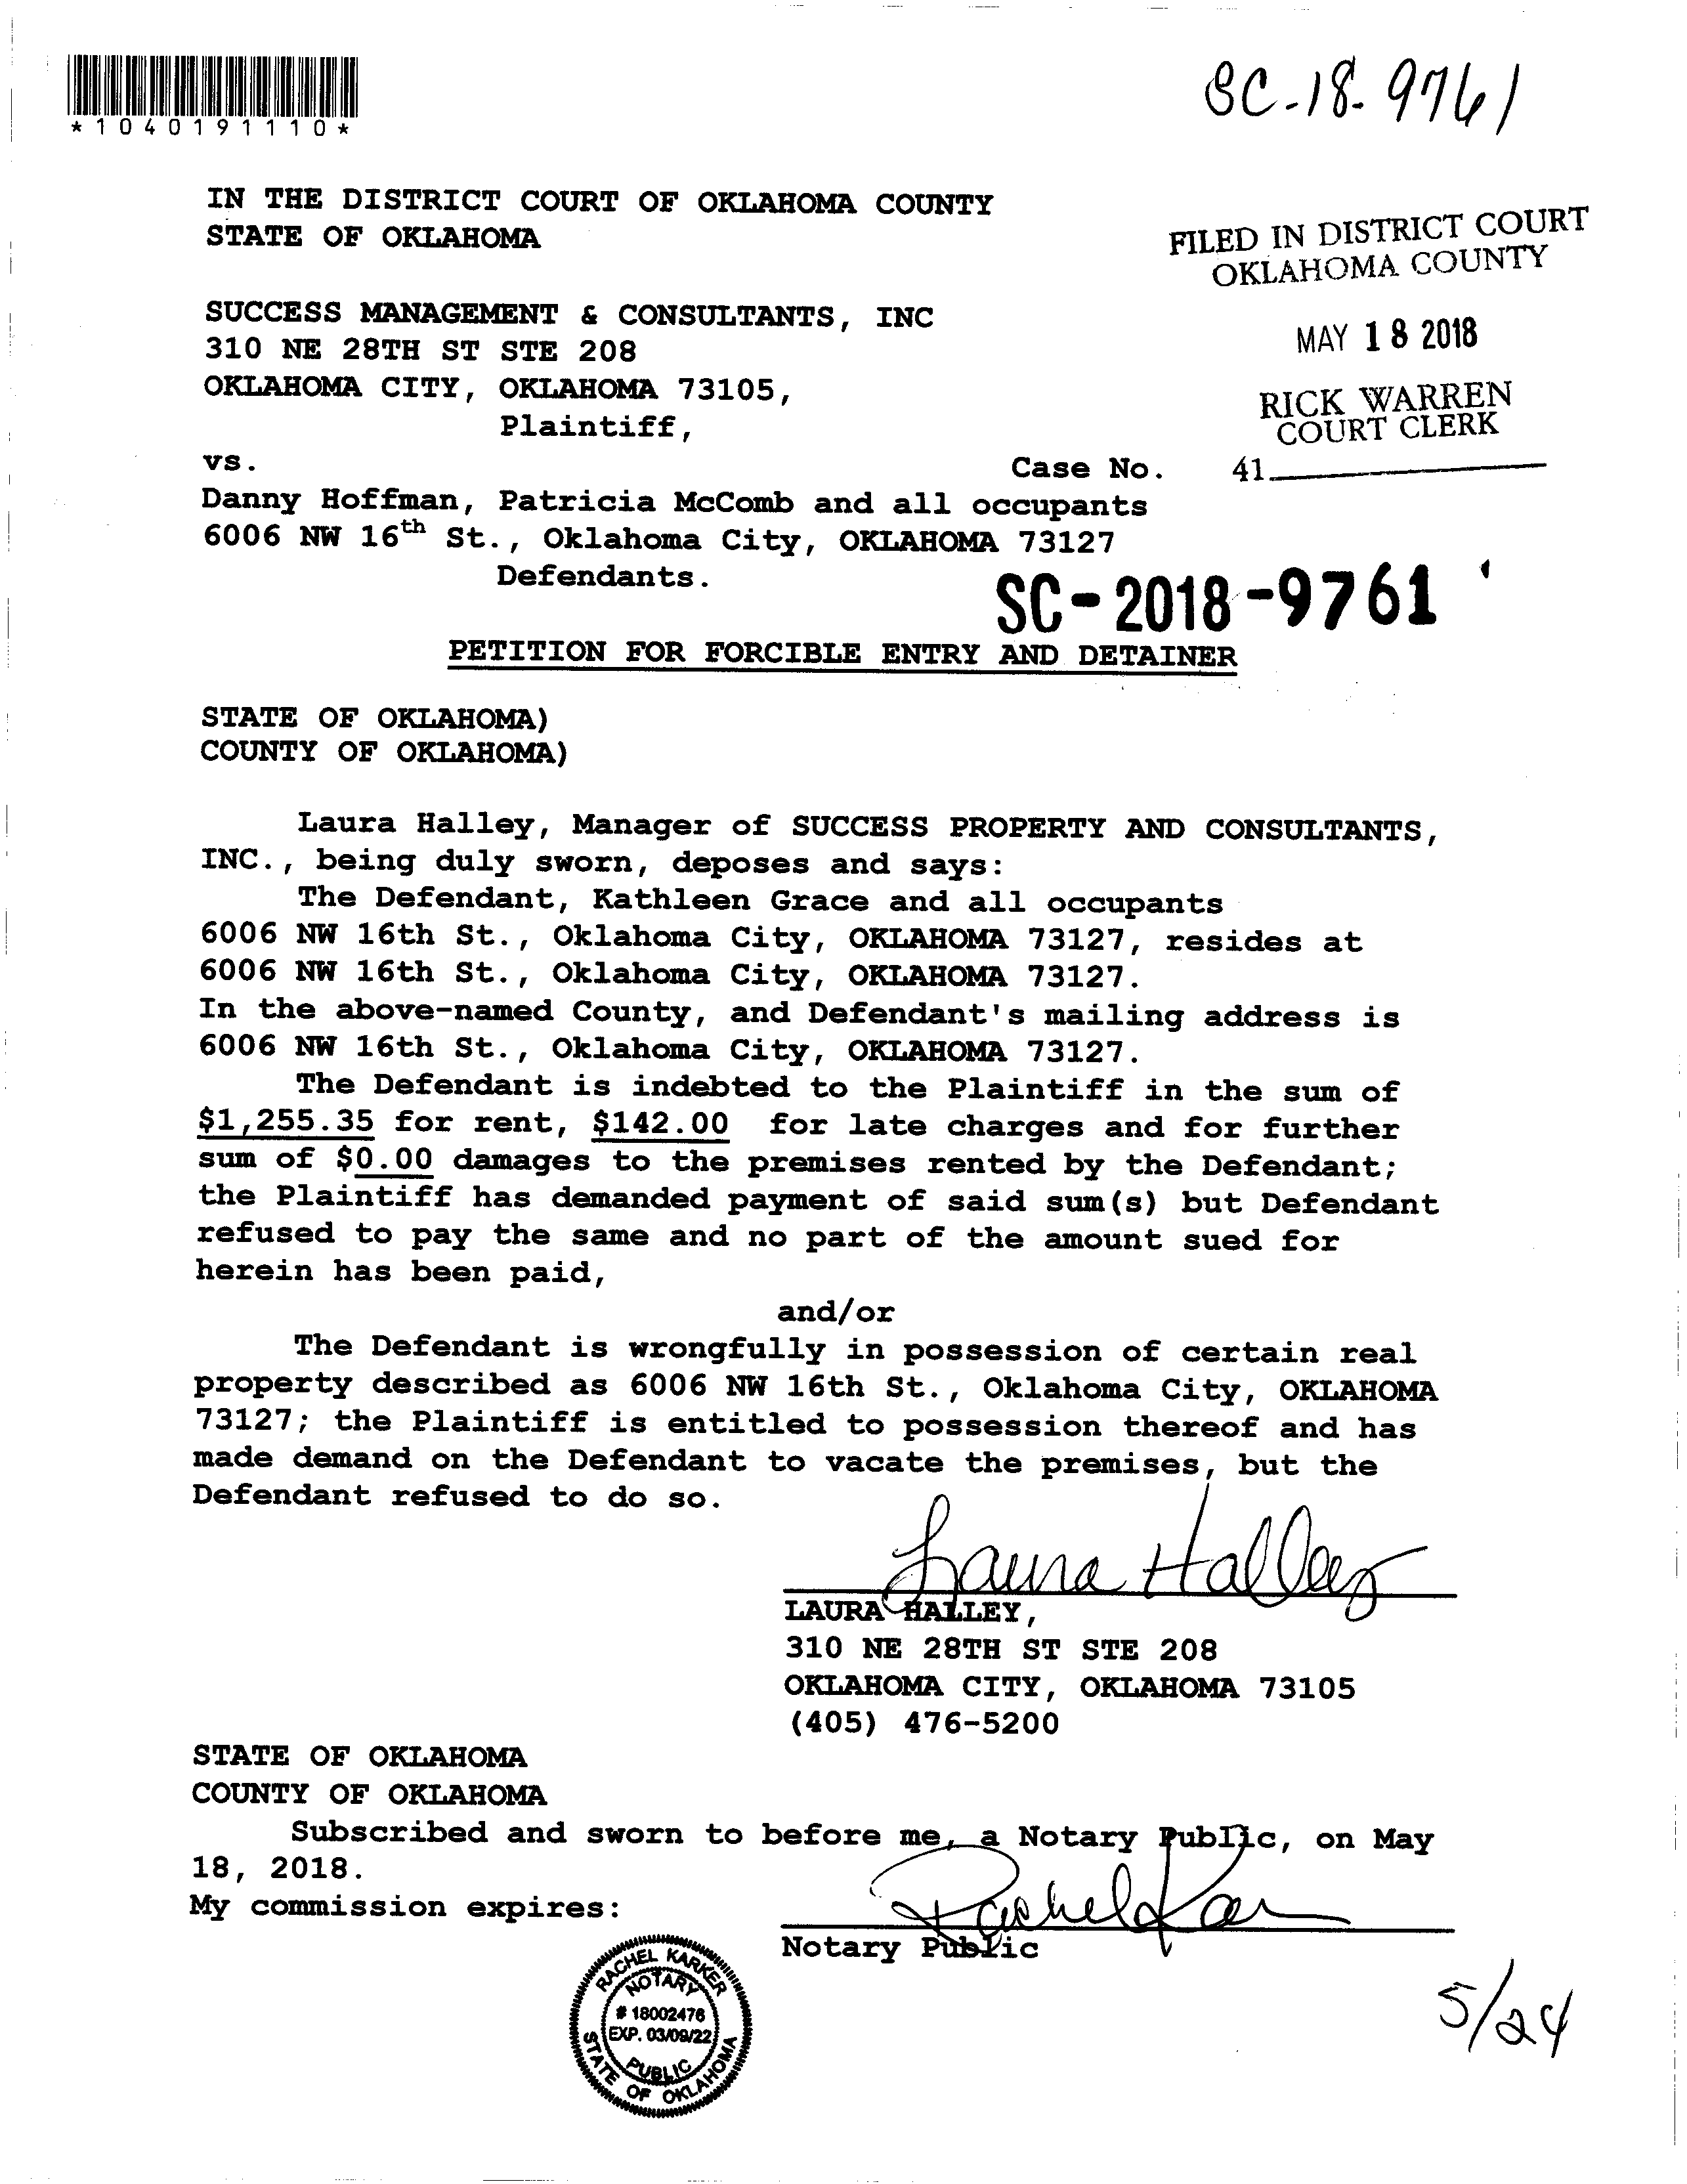 *1040191110*
SC-18-9761
IN THE DISTRICT COURT OF OKLAHOMA COUNTY
STATE OF OKLAHOMA
FILED IN DISTRICT COURT
OKLAHOMA COUNTY
SUCCESS MANAGEMENT & CONSULTANTS, INC
310 NE 28TH ST STE 208
MAY 18 2018
OKLAHOMA CITY, OKLAHOMA 73105,
RICK WARREN
COURT CLERK
Plaintiff,
vs.
Case No.
41
Danny Hoffman, Patricia McComb and all occupants
6006 NW 16th St., Oklahoma City, OKLAHOMA 73127
Defendants.
SC-2018-9761
PETITION FOR FORCIBLE ENTRY AND DETAINER
STATE OF OKLAHOMA)
COUNTY OF OKLAHOMA)
Laura Halley, Manager of SUCCESS PROPERTY AND CONSULTANTS,
INC., being duly sworn, deposes and says:
The Defendant, Kathleen Grace and all occupants
6006 NW 16th St., Oklahoma City, OKLAHOMA 73127, resides at
6006 NW 16th St., Oklahoma City, OKLAHOMA 73127.
In the above-named County, and Defendant's mailing address is
6006 NW 16th St., Oklahoma City, OKLAHOMA 73127.
The Defendant is indebted to the Plaintiff in the sum of
$1,255.35 for rent, $142.00 for late charges and for further
sum of $0.00 damages to the premises rented by the Defendant;
the Plaintiff has demanded payment of said sum(s) but Defendant
refused to pay the same and no part of the amount sued for
herein has been paid,
and/or
The Defendant is wrongfully in possession of certain real
property described as 6006 NW 16th St., Oklahoma City, OKLAHOMA
73127; the Plaintiff is entitled to possession thereof and has
made demand on the Defendant to vacate the premises, but the
Defendant refused to do so.
Laura Halley
LAURA HALLEY,
310 NE 28TH ST STE 208
OKLAHOMA CITY, OKLAHOMA 73105
(405) 476-5200
STATE OF OKLAHOMA
COUNTY OF OKLAHOMA
Subscribed and sworn to before me, a Notary Public, on May
18, 2018.
My commission expires:
Rachel Kar
Notary Public
RACHEL KARKER
NOTARY
# 18002476
EXP. 03/09/22
PUBLIC
STATE OF OKLAHOMA
5/24